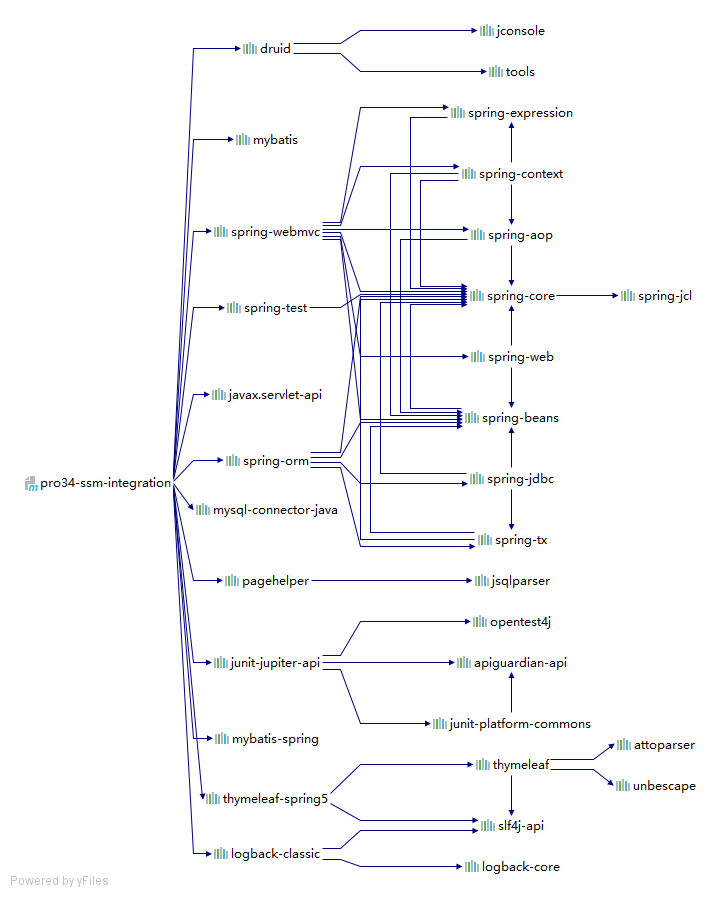 jconsole
druid
tools
spring-expression
mybatis
spring-context
spring-webmvc
spring-aop
spring-core
spring-jcl
spring-test
spring-web
javax.servlet-api
spring-beans
spring-orm
spring-jdbc
pro34-ssm-integration
mysql-connector-java
spring-tx
pagehelper
jsqlparser
opentest4j
junit-jupiter-api
apiguardian-api
junit-platform-commons
mybatis-spring
attoparser
thymeleaf
unbescape
thymeleaf-spring5
slf4j-api
logback-classic
logback-core
Powered by yFiles